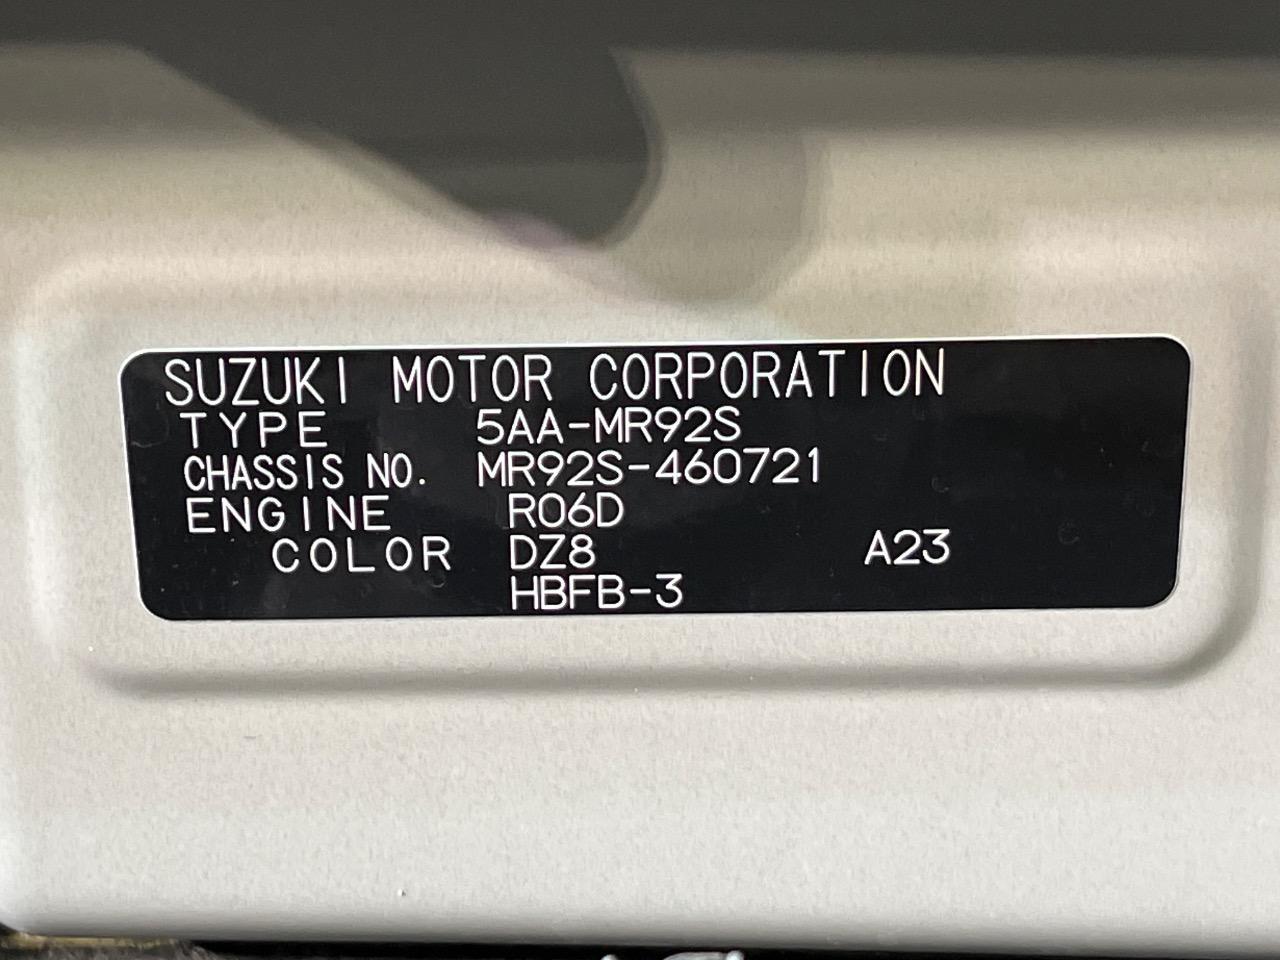 SUZUKI MOTOR CORPORATION
TYPE 5AA-MR92S
CHASSIS NO. MR92S-460721
ENGINE R06D
COLOR DZ8 A23
HBFB-3